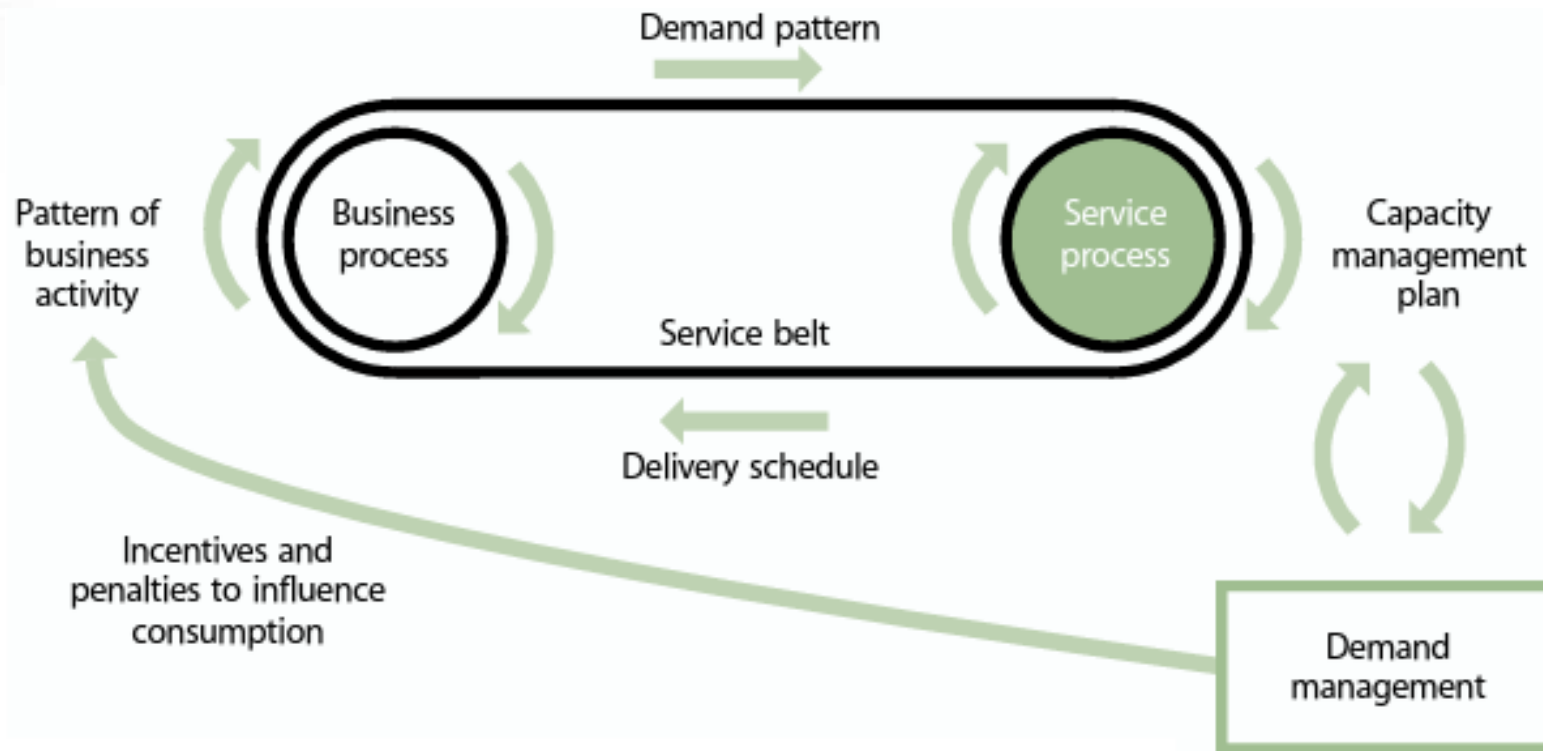 Demand pattern
Pattern of
business
activity
Business
process
Service
process
Capacity
management
plan
Service belt
Delivery schedule
Incentives and
penalties to influence
consumption
Demand
management